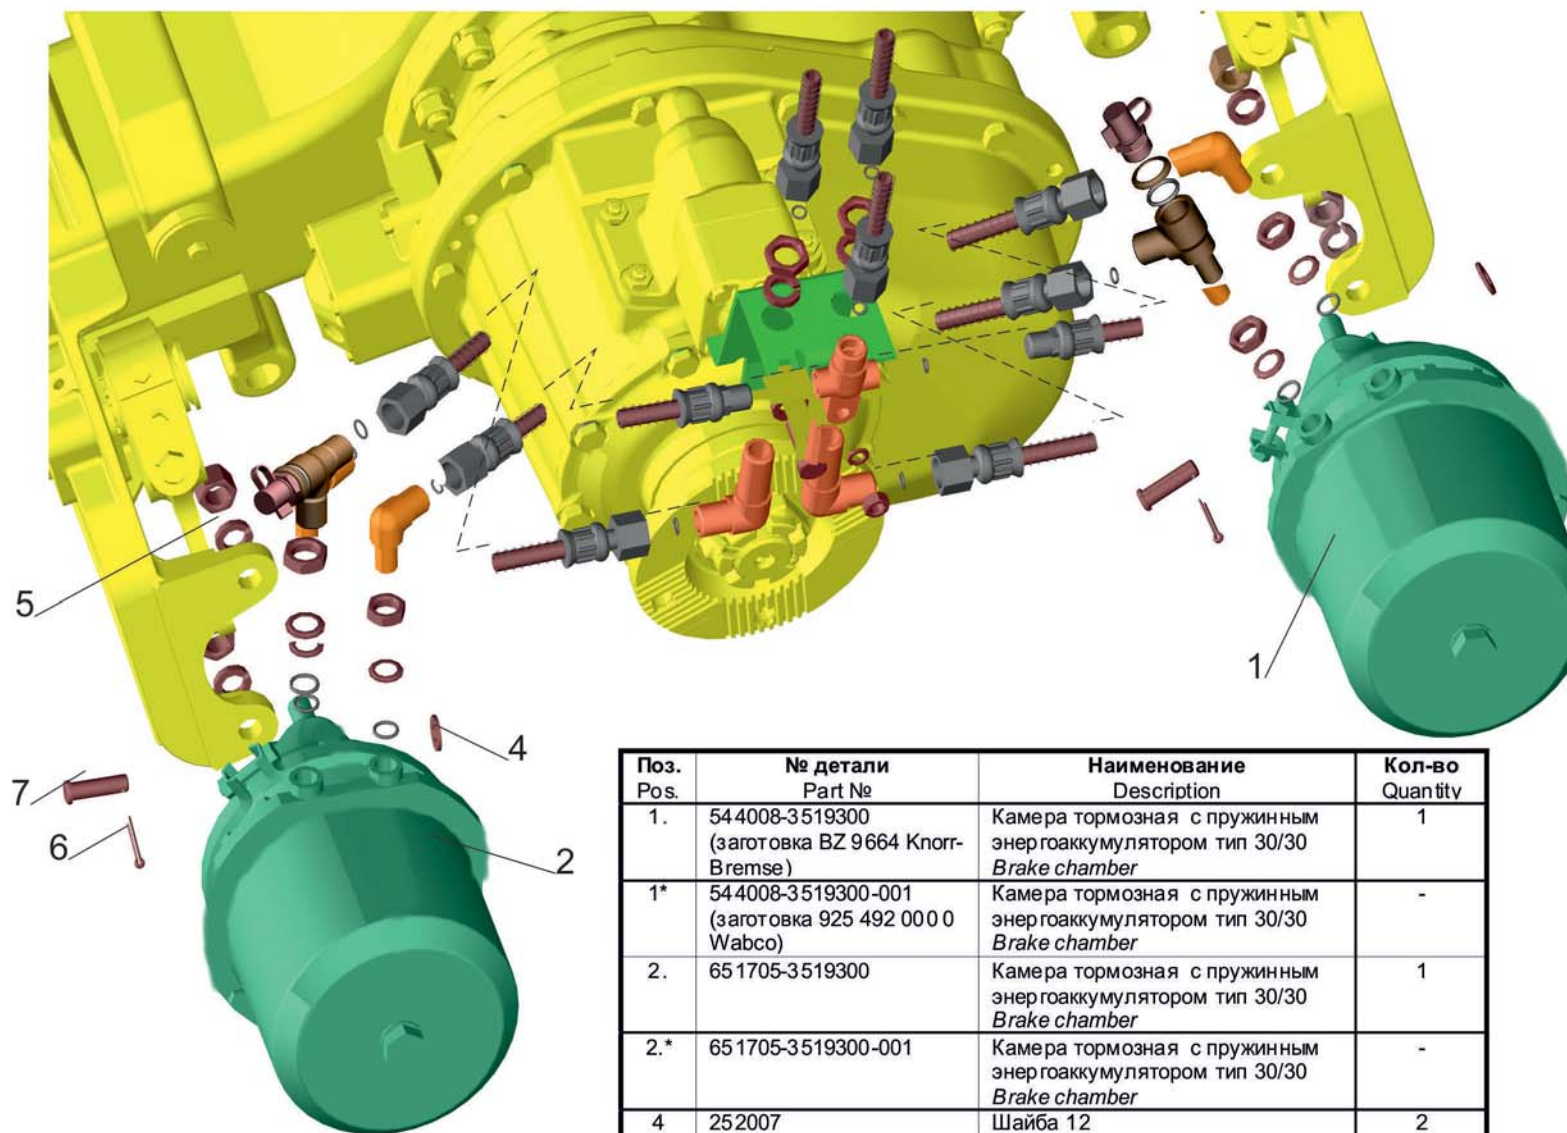 5
7
6
4
2
1
Поз. № детали Наименование Кол-во
Pos. Part № Description Quantity
1. 544008-3519300 Камера тормозная с пружинным 1
(заготовка BZ 9664 Knorr- энергоаккумулятором тип 30/30
Bremse) Brake chamber
1* 544008-3519300-001 Камера тормозная с пружинным -
(заготовка 925 492 000 0 энергоаккумулятором тип 30/30
Wabco) Brake chamber
2. 651705-3519300 Камера тормозная с пружинным 1
энергоаккумулятором тип 30/30
Brake chamber
2.* 651705-3519300-001 Камера тормозная с пружинным -
энергоаккумулятором тип 30/30
Brake chamber
4 252007 Шайба 12 2